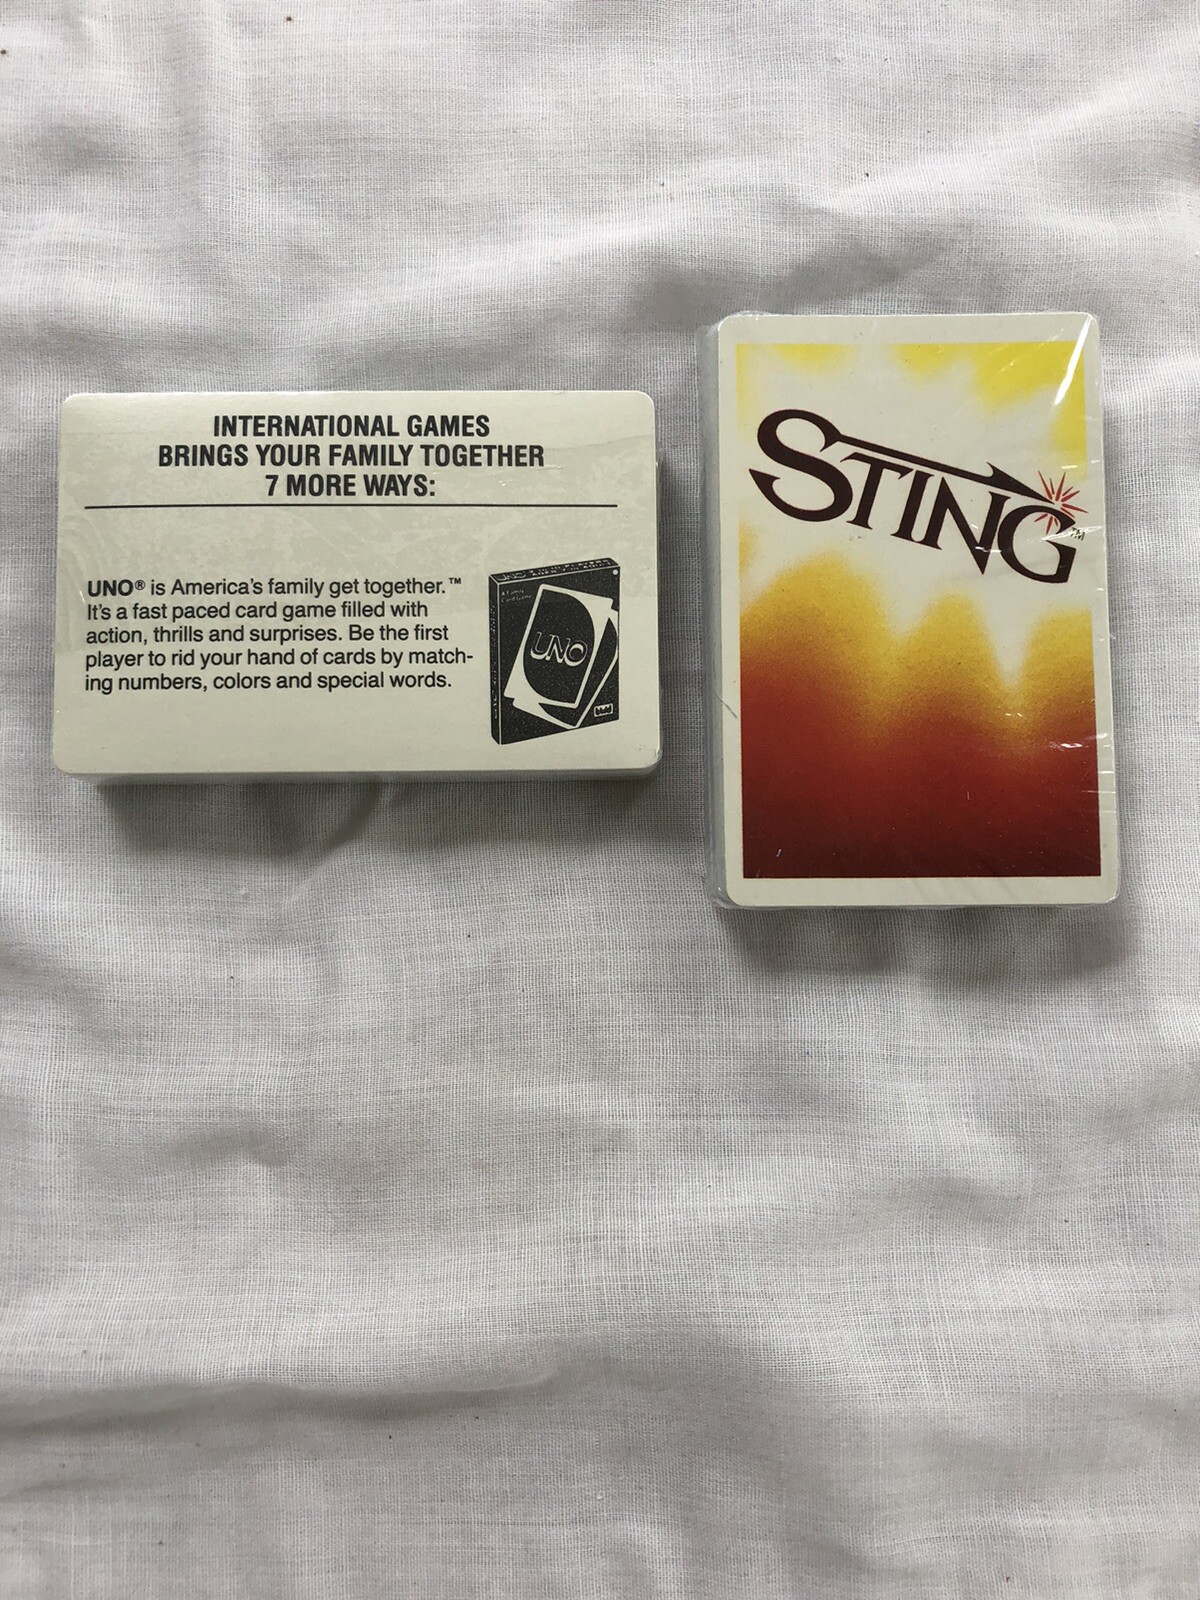 INTERNATIONAL GAMES
BRINGS YOUR FAMILY TOGETHER
7 MORE WAYS:
UNO® is America's family get together.™
It's a fast paced card game filled with
action, thrills and surprises. Be the first
player to rid your hand of cards by match-
ing numbers, colors and special words.
UNO
STING™